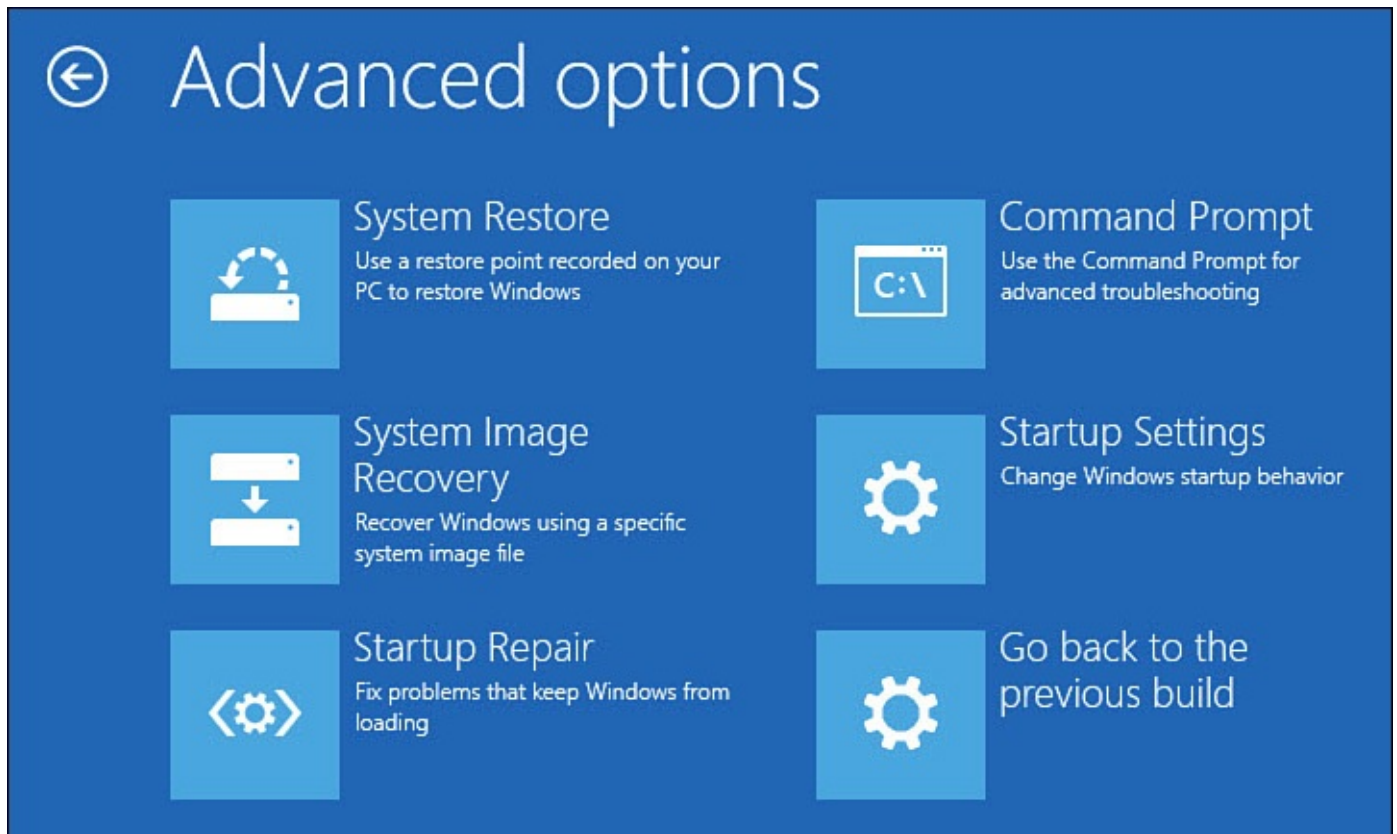 Advanced options
System Restore
Use a restore point recorded on your
PC to restore Windows
System Image
Recovery
Recover Windows using a specific
system image file
Startup Repair
Fix problems that keep Windows from
loading
Command Prompt
Use the Command Prompt for
advanced troubleshooting
C:\
Startup Settings
Change Windows startup behavior
Go back to the
previous build